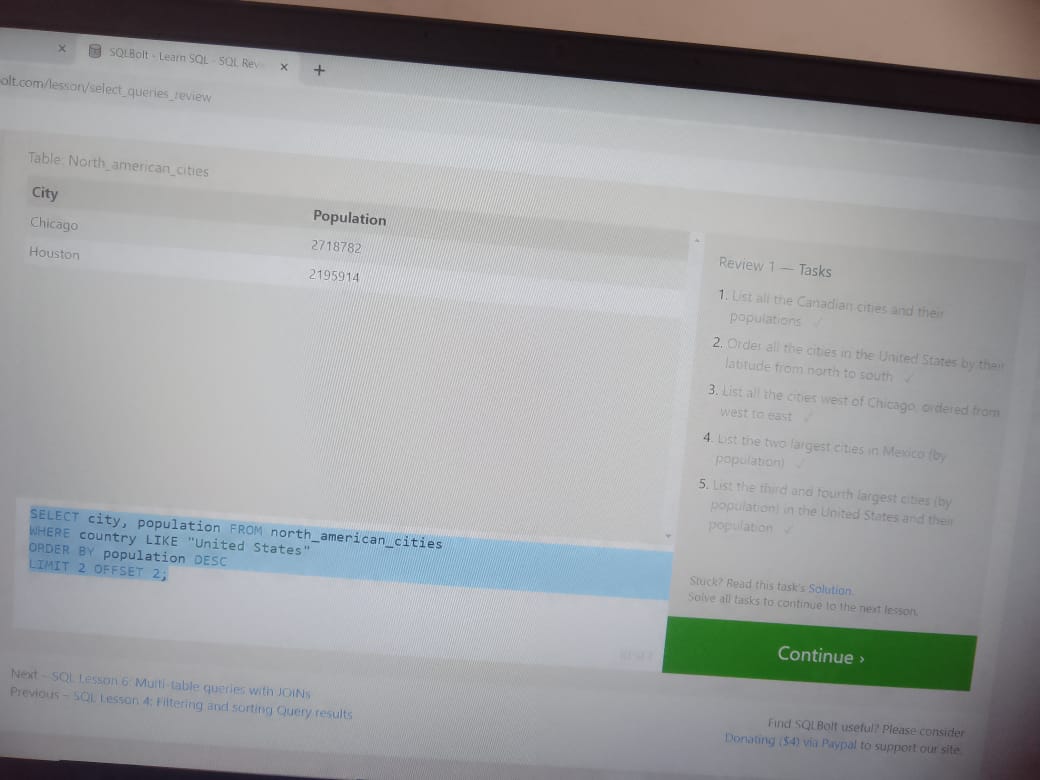 SQLBolt - Learn SQL - SQL Rev
olt.com/lesson/select_queries_review
Table: North_american_cities
City Population
Chicago 2718782
Houston 2195914
Review 1 — Tasks
1. List all the Canadian cities and their
populations ✓
2. Order all the cities in the United States by their
latitude from north to south ✓
3. List all the cities west of Chicago, ordered from
west to east ✓
4. List the two largest cities in Mexico (by
population) ✓
5. List the third and fourth largest cities (by
population) in the United States and their
population ✓
SELECT city, population FROM north_american_cities
WHERE country LIKE "United States"
ORDER BY population DESC
LIMIT 2 OFFSET 2;
RESET
Stuck? Read this task's Solution.
Solve all tasks to continue to the next lesson.
Continue ›
Next – SQL Lesson 6: Multi-table queries with JOINs
Previous – SQL Lesson 4: Filtering and sorting Query results
Find SQLBolt useful? Please consider
Donating ($4) via Paypal to support our site.